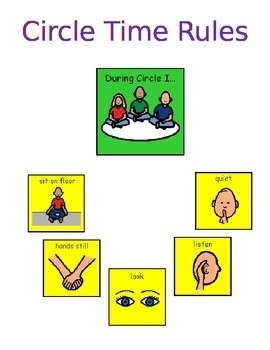 Circle Time Rules
During Circle I...
sit on floor
quiet
hands still
listen
look